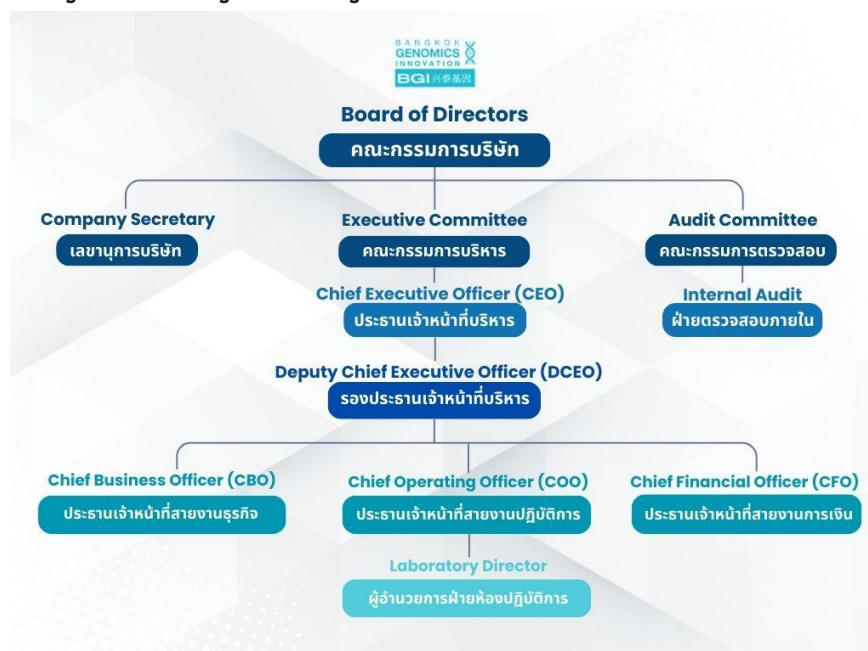 BANGKOK
GENOMICS
INNOVATION
BGI 兴泰基因
Board of Directors
คณะกรรมการบริษัท
Company Secretary
เลขานุการบริษัท
Executive Committee
คณะกรรมการบริหาร
Audit Committee
คณะกรรมการตรวจสอบ
Chief Executive Officer (CEO)
ประธานเจ้าหน้าที่บริหาร
Internal Audit
ฝ่ายตรวจสอบภายใน
Deputy Chief Executive Officer (DCEO)
รองประธานเจ้าหน้าที่บริหาร
Chief Business Officer (CBO)
ประธานเจ้าหน้าที่สายงานธุรกิจ
Chief Operating Officer (COO)
ประธานเจ้าหน้าที่สายงานปฏิบัติการ
Chief Financial Officer (CFO)
ประธานเจ้าหน้าที่สายงานการเงิน
Laboratory Director
ผู้อำนวยการฝ่ายห้องปฏิบัติการ